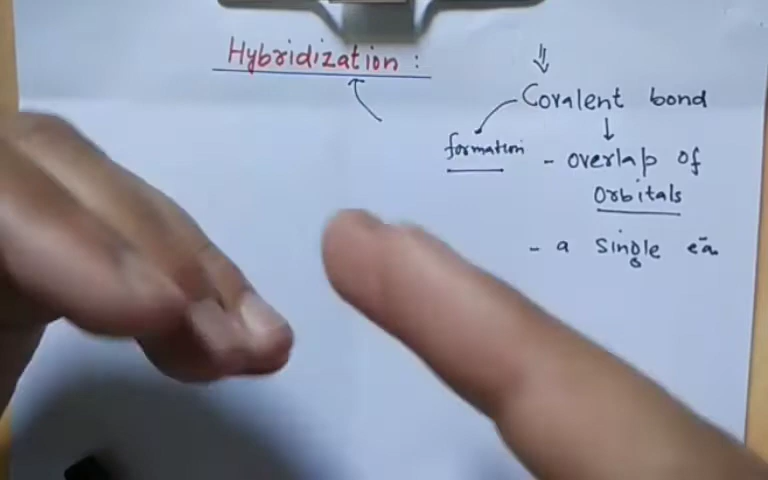 Hybridization :
Covalent bond
formation
- overlap of
orbitals
- a single